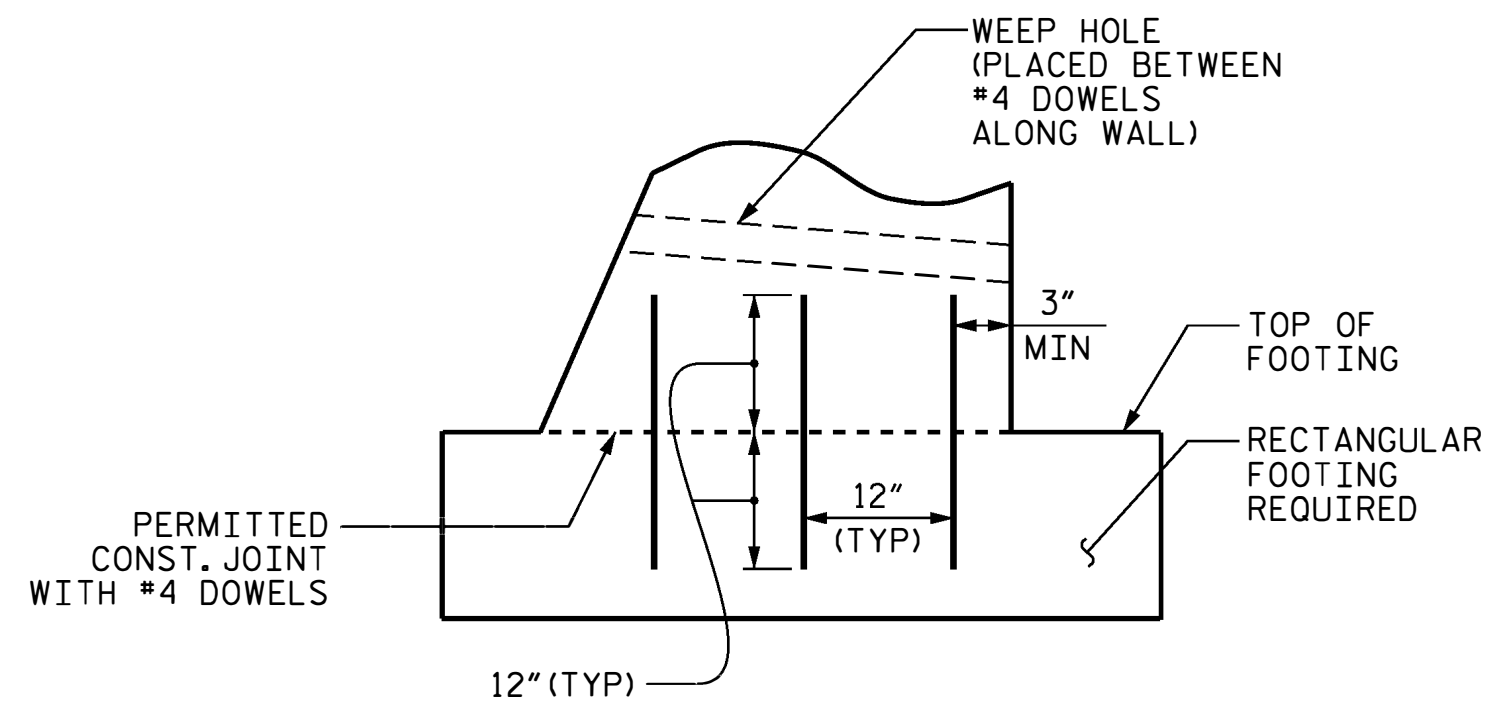 WEEP HOLE
(PLACED BETWEEN
#4 DOWELS
ALONG WALL)
3"
MIN
TOP OF
FOOTING
RECTANGULAR
FOOTING
REQUIRED
12"
(TYP)
PERMITTED
CONST. JOINT
WITH #4 DOWELS
12"(TYP)